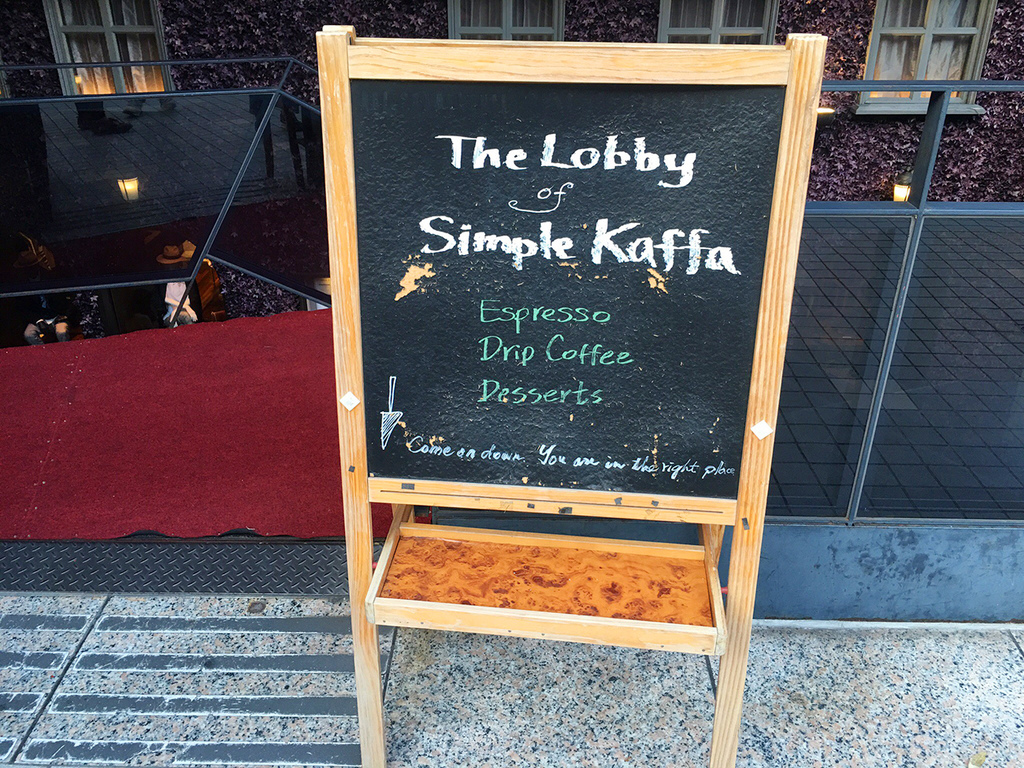 The Lobby
of
Simple Kaffa
Espresso
Drip Coffee
Desserts
Come on down. You are in the right place